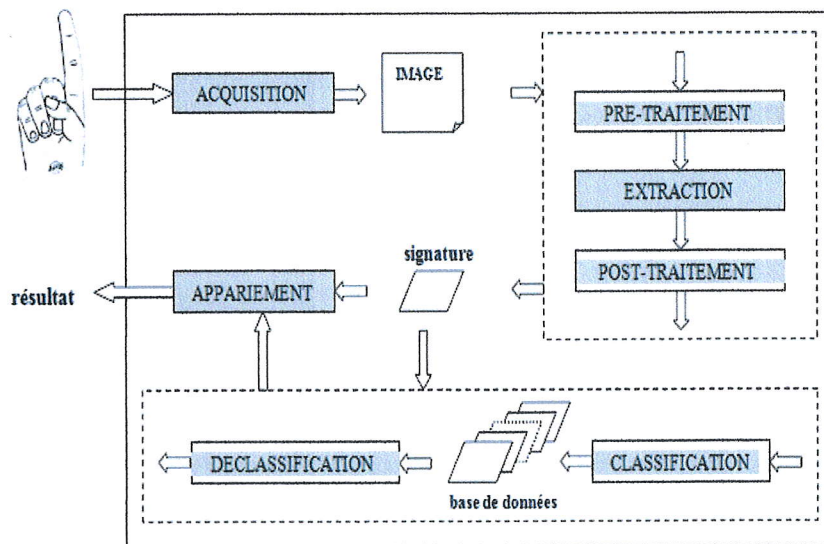 ACQUISITION
IMAGE
PRE-TRAITEMENT
EXTRACTION
POST-TRAITEMENT
signature
APPARIEMENT
résultat
DECLASSIFICATION
base de données
CLASSIFICATION